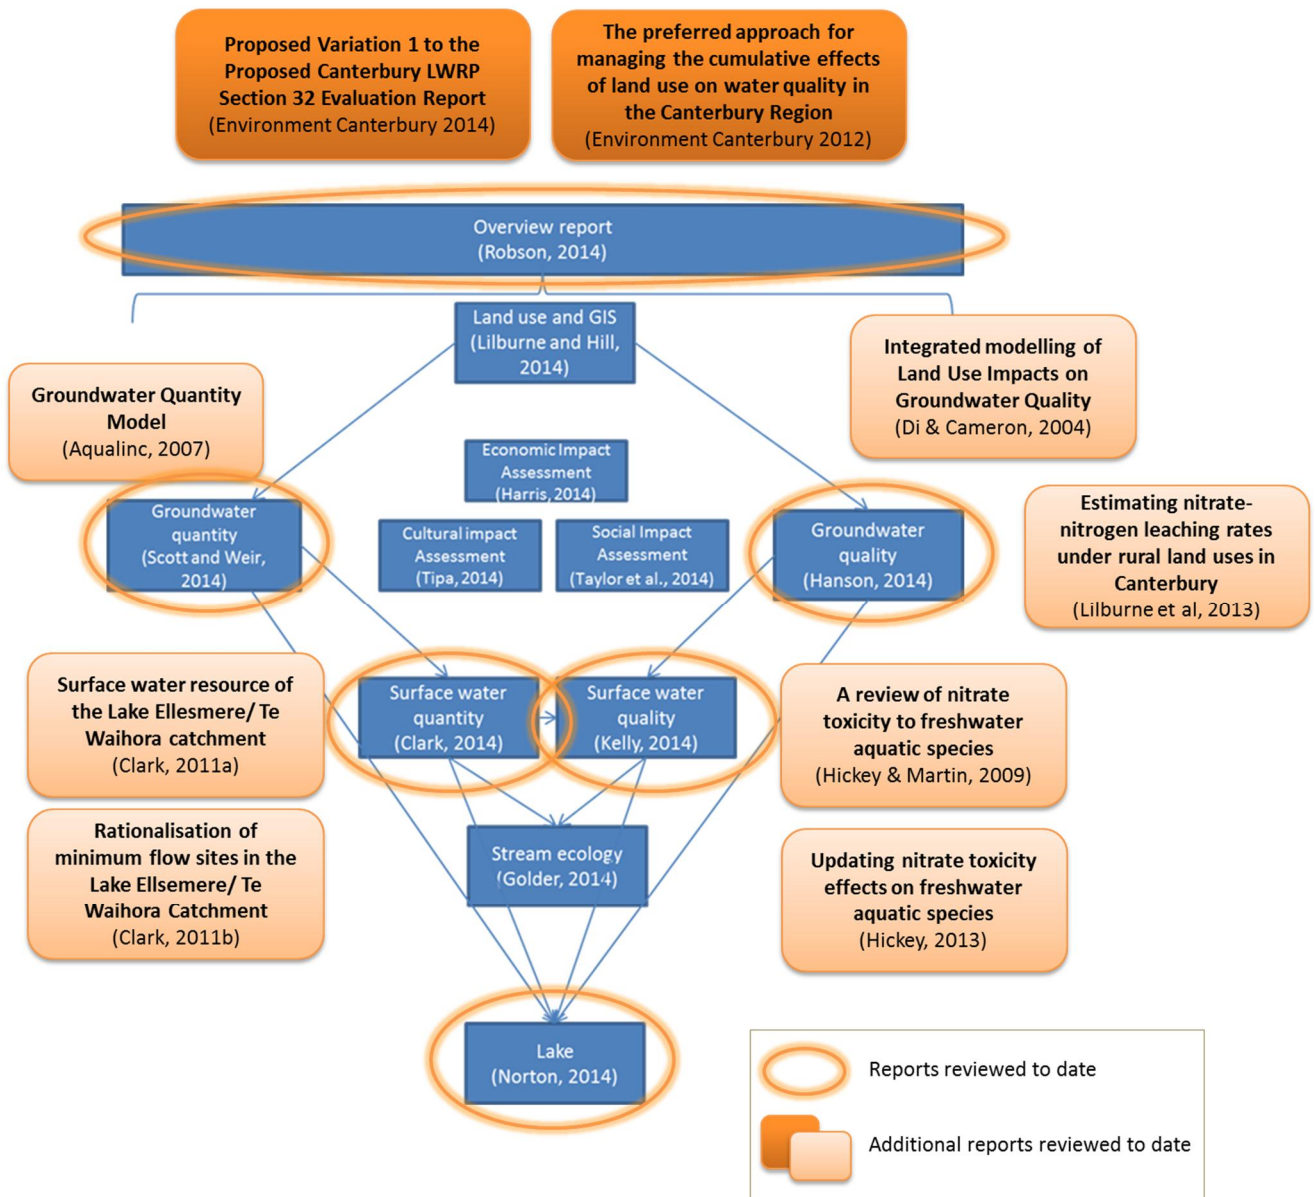 Proposed Variation 1 to the
Proposed Canterbury LWRP
Section 32 Evaluation Report
(Environment Canterbury 2014)
The preferred approach for
managing the cumulative effects
of land use on water quality in
the Canterbury Region
(Environment Canterbury 2012)
Overview report
(Robson, 2014)
Land use and GIS
(Lilburne and Hill,
2014)
Integrated modelling of
Land Use Impacts on
Groundwater Quality
(Di & Cameron, 2004)
Groundwater Quantity
Model
(Aqualinc, 2007)
Economic Impact
Assessment
(Harris, 2014)
Groundwater
quantity
(Scott and Weir,
2014)
Cultural impact
Assessment
(Tipa, 2014)
Social Impact
Assessment
(Taylor et al., 2014)
Groundwater
quality
(Hanson, 2014)
Estimating nitrate-
nitrogen leaching rates
under rural land uses in
Canterbury
(Lilburne et al, 2013)
Surface water resource of
the Lake Ellesmere/ Te
Waihora catchment
(Clark, 2011a)
Surface water
quantity
(Clark, 2014)
Surface water
quality
(Kelly, 2014)
A review of nitrate
toxicity to freshwater
aquatic species
(Hickey & Martin, 2009)
Rationalisation of
minimum flow sites in the
Lake Ellsemere/ Te
Waihora Catchment
(Clark, 2011b)
Stream ecology
(Golder, 2014)
Updating nitrate toxicity
effects on freshwater
aquatic species
(Hickey, 2013)
Lake
(Norton, 2014)
Reports reviewed to date
Additional reports reviewed to date